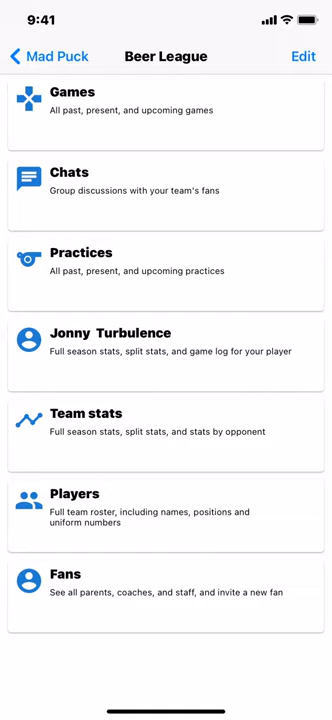 9:41
Mad Puck
Beer League
Edit
Games
All past, present, and upcoming games
Chats
Group discussions with your team's fans
Practices
All past, present, and upcoming practices
Jonny  Turbulence
Full season stats, split stats, and game log for your player
Team stats
Full season stats, split stats, and stats by opponent
Players
Full team roster, including names, positions and
uniform numbers
Fans
See all parents, coaches, and staff, and invite a new fan